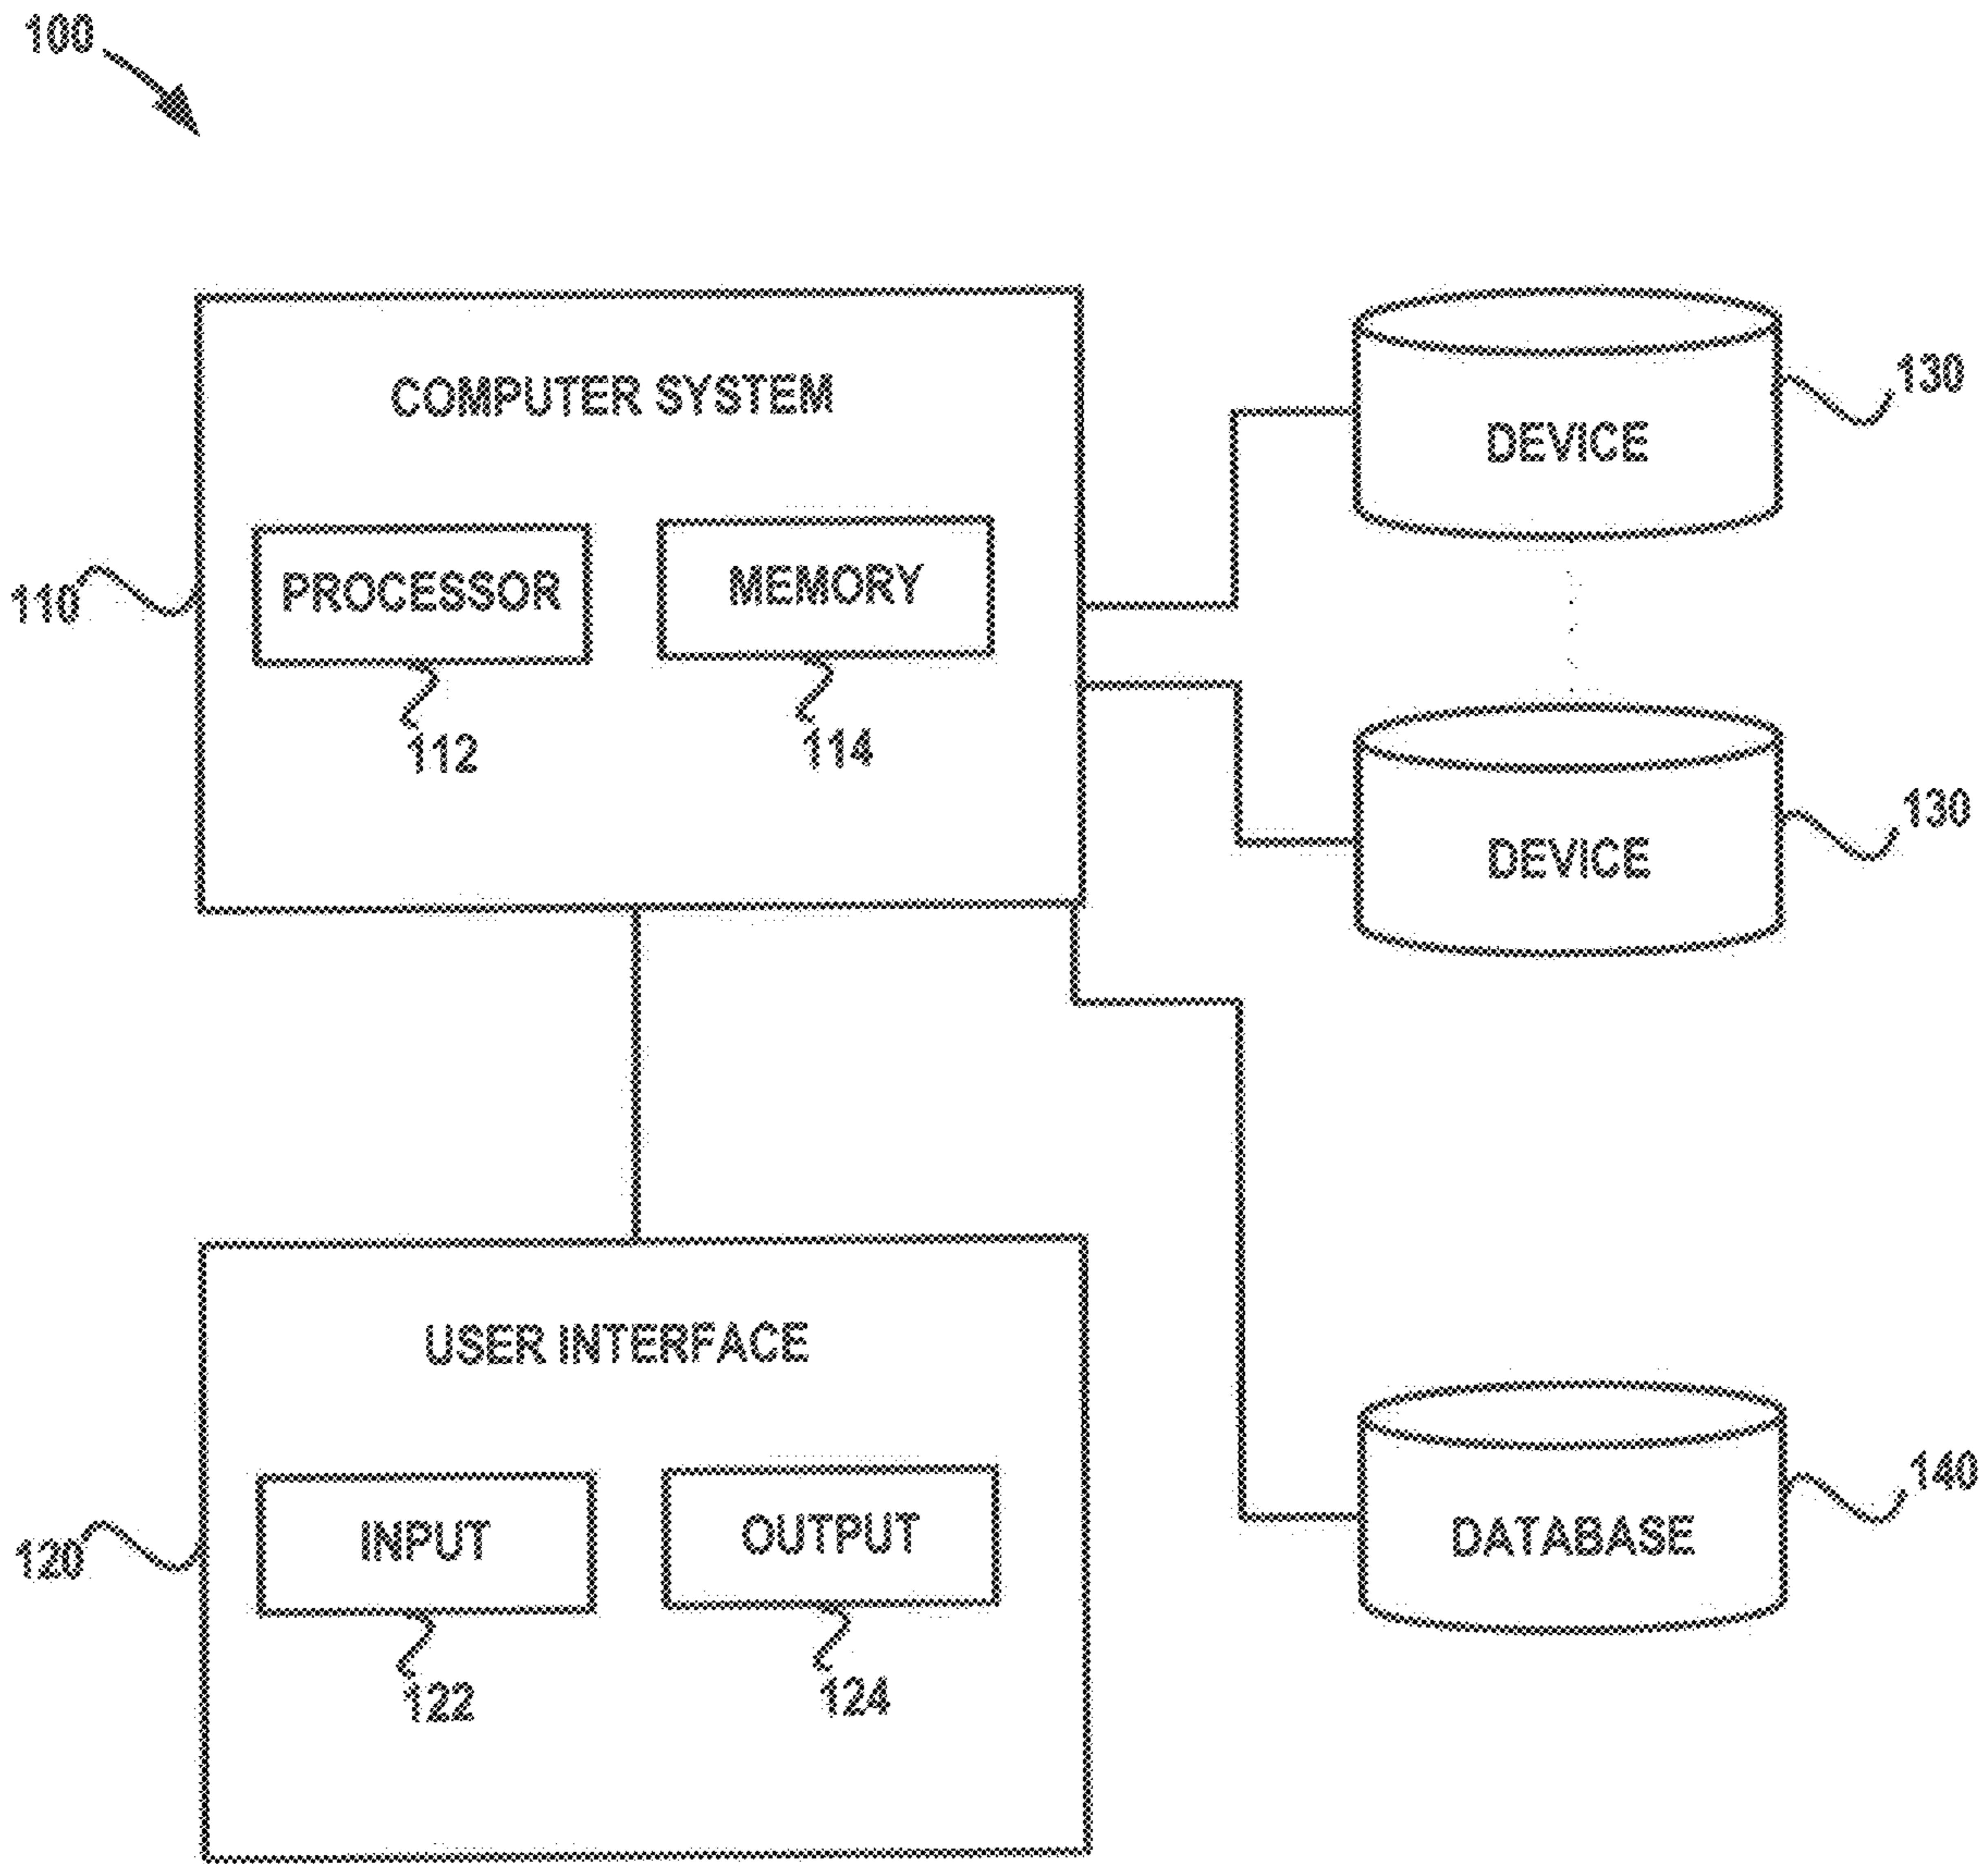 100
COMPUTER SYSTEM
130
DEVICE
110
PROCESSOR
MEMORY
112
114
130
DEVICE
USER INTERFACE
120
INPUT
OUTPUT
122
124
140
DATABASE